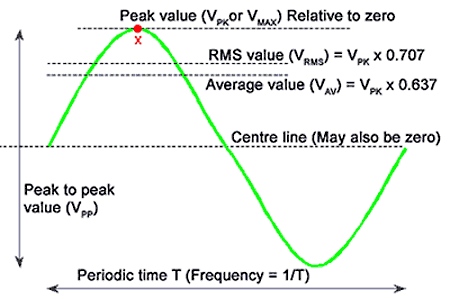 Peak value (VPK or VMAX) Relative to zero
X
RMS value (VRMS) = VPK x 0.707
Average value (VAV) = VPK x 0.637
Centre line (May also be zero)
Peak to peak
value (VPP)
Periodic time T (Frequency = 1/T)